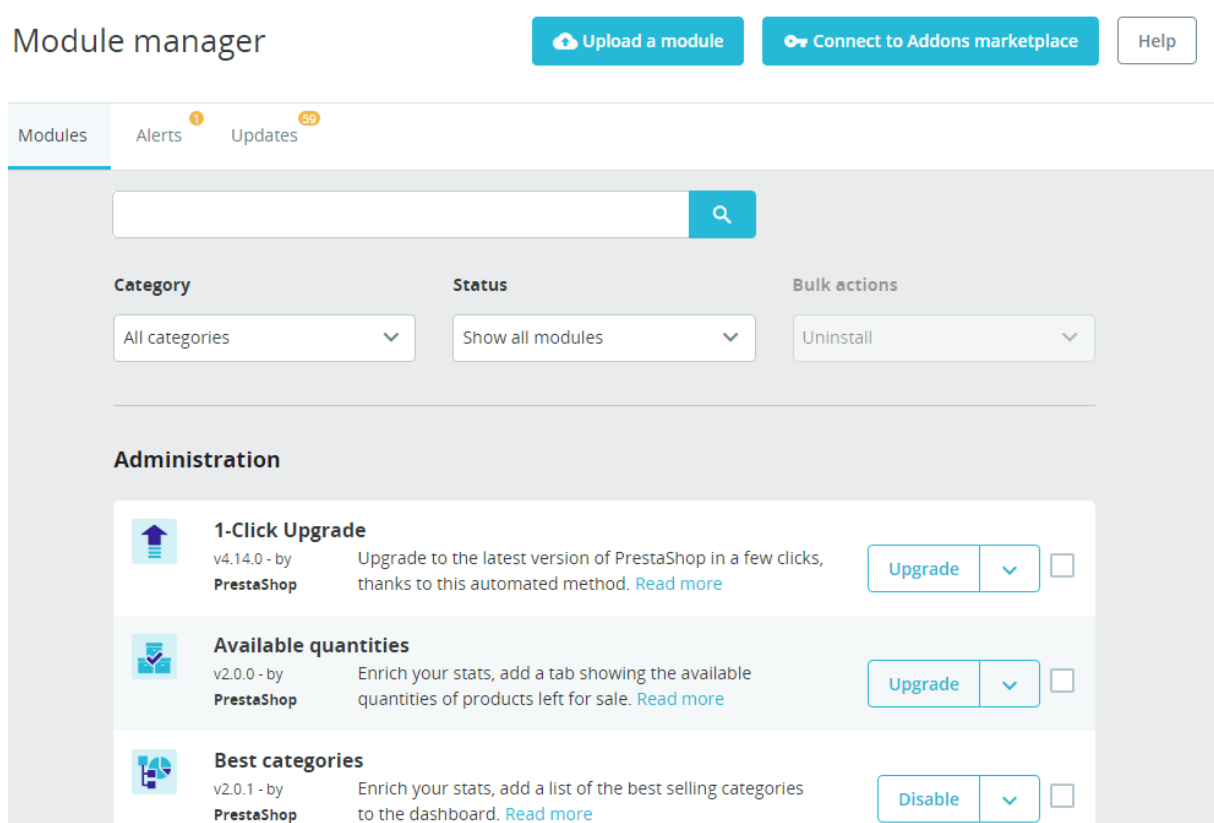 Module manager
Upload a module
Connect to Addons marketplace
Help
Modules
Alerts
1
Updates
59
Category
Status
Bulk actions
All categories
Show all modules
Uninstall
Administration
1-Click Upgrade
v4.14.0 - by
PrestaShop
Upgrade to the latest version of PrestaShop in a few clicks,
thanks to this automated method. Read more
Upgrade
Available quantities
v2.0.0 - by
PrestaShop
Enrich your stats, add a tab showing the available
quantities of products left for sale. Read more
Upgrade
Best categories
v2.0.1 - by
PrestaShop
Enrich your stats, add a list of the best selling categories
to the dashboard. Read more
Disable